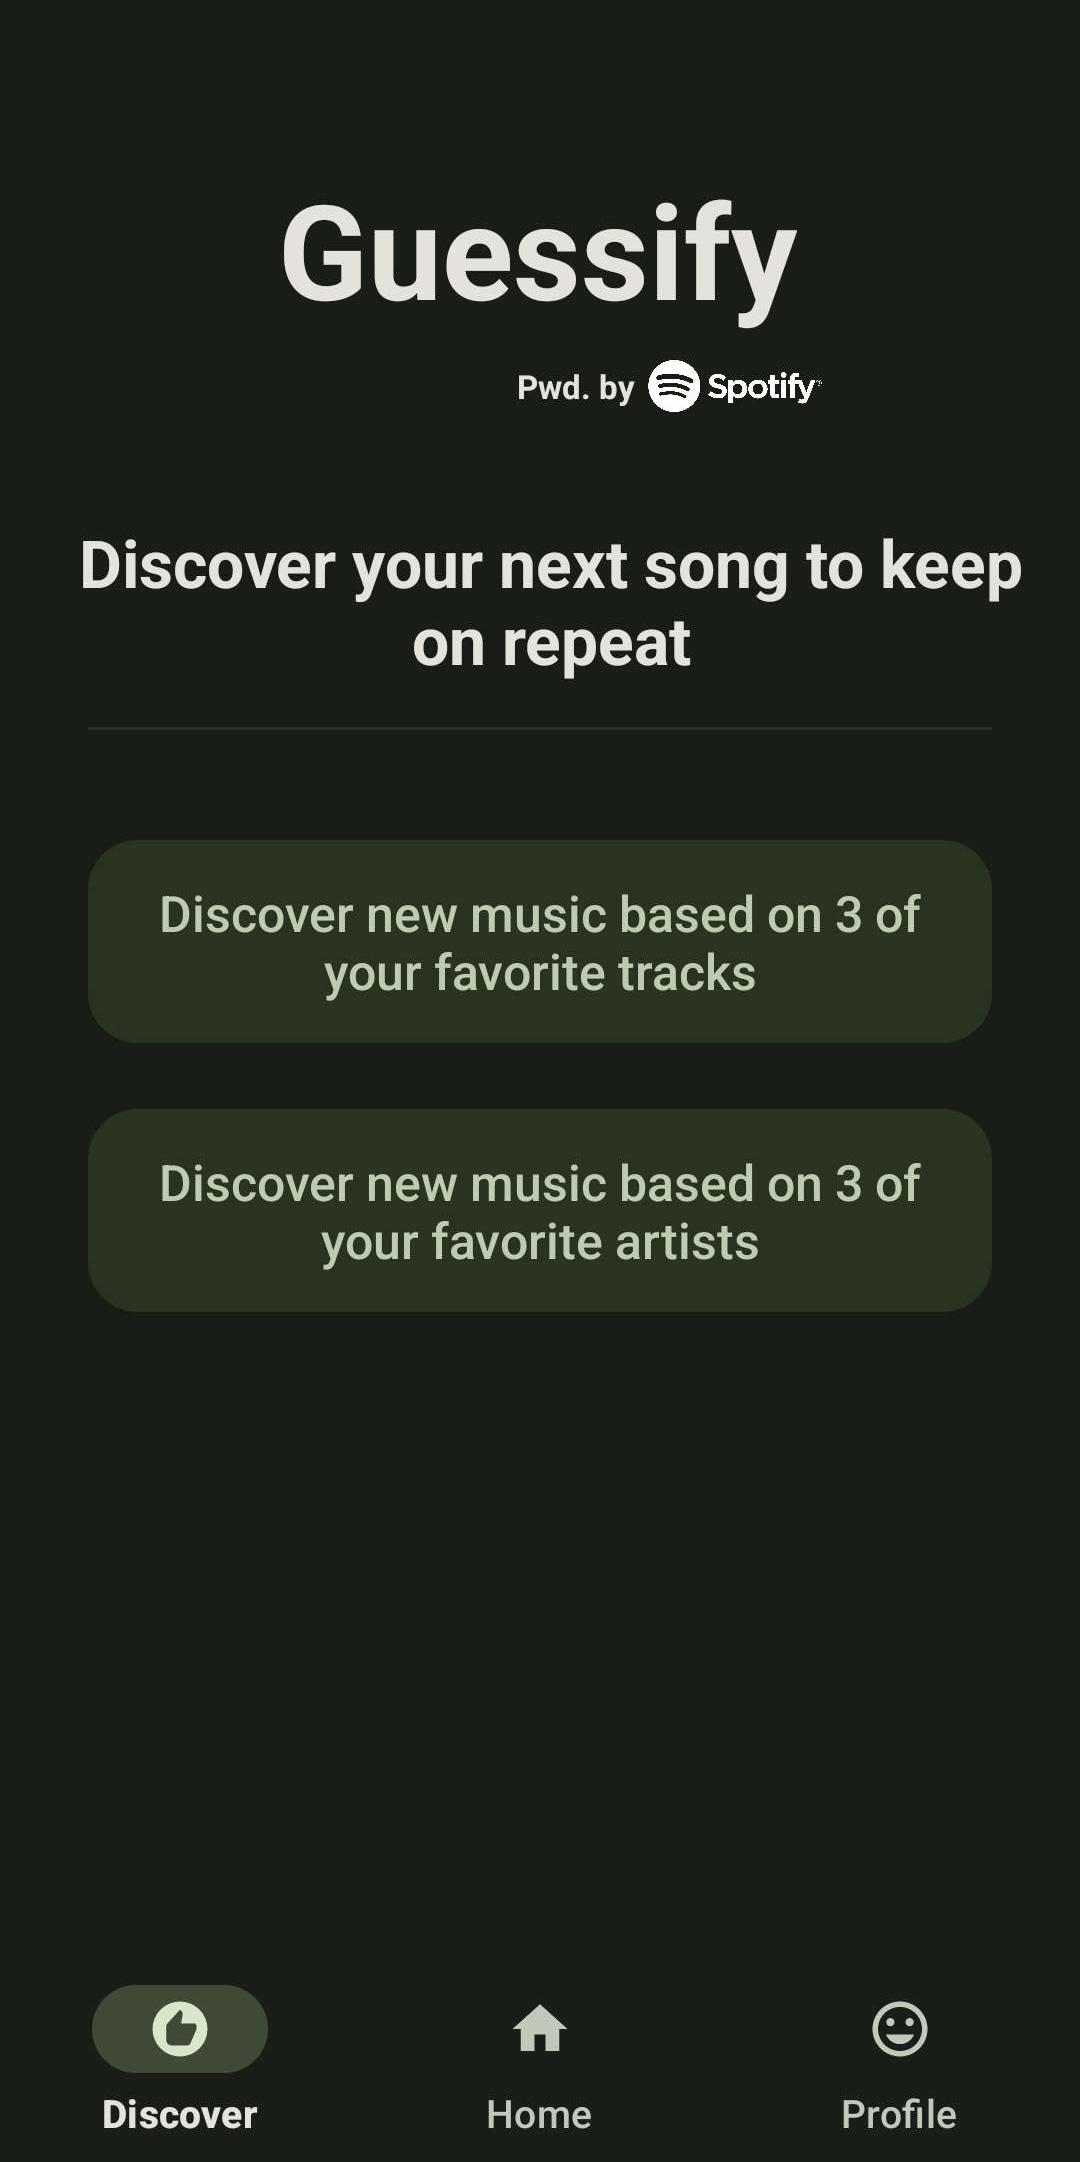 Guessify
Pwd. by Spotify
Discover your next song to keep
on repeat
Discover new music based on 3 of
your favorite tracks
Discover new music based on 3 of
your favorite artists
Discover Home Profile